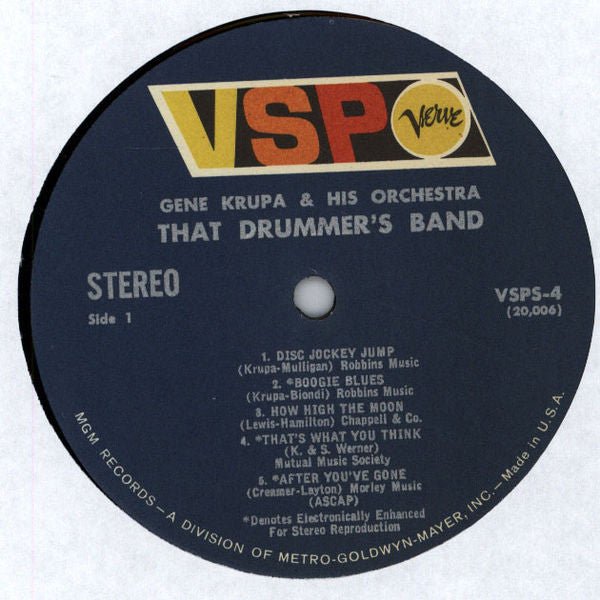 VSP
Verve
GENE KRUPA & HIS ORCHESTRA
THAT DRUMMER'S BAND
STEREO
Side 1
VSPS-4
(20,006)
1. DISC JOCKEY JUMP
(Krupa-Mulligan) Robbins Music
2. *BOOGIE BLUES
(Krupa-Biondi) Robbins Music
3. HOW HIGH THE MOON
(Lewis-Hamilton) Chappell & Co.
4. *THAT'S WHAT YOU THINK
(K. & S. Werner)
Mutual Music Society
5. *AFTER YOU'VE GONE
(Creamer-Layton) Morley Music
(ASCAP)
*Denotes Electronically Enhanced
For Stereo Reproduction
MGM RECORDS—A DIVISION OF METRO-GOLDWYN-MAYER, INC.—Made in U.S.A.